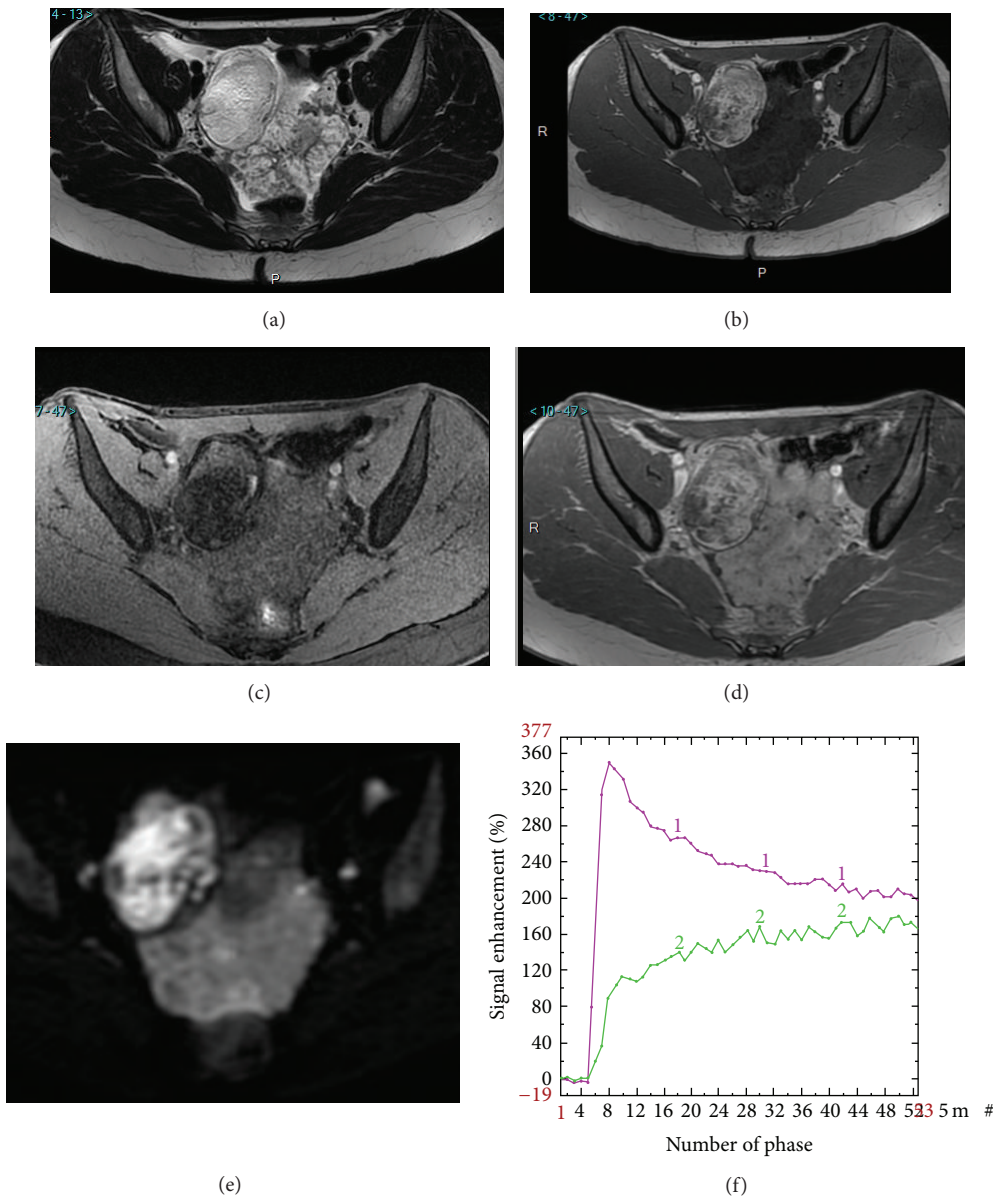 4 - 13 >
P
(a)
< 8 - 47 >
R
P
(b)
7 - 47 >
(c)
< 10 - 47 >
R
(d)
(e)
377
360
320
280
240
200
160
120
80
40
0
−19
Signal enhancement (%)
1 1 1
2 2 2
1 4 8 12 16 20 24 28 32 36 40 44 48 5 m #
Number of phase
(f)